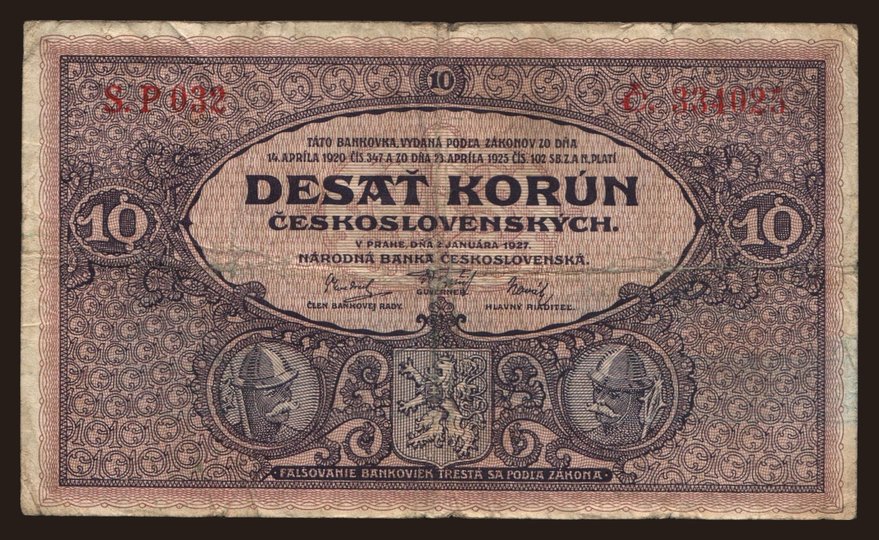 10
S. P 032
Č. 334025
TÁTO BANKOVKA, VYDANÁ PODĽA ZÁKONOV ZO DŇA
14. APRÍLA 1920 ČÍS 347 A ZO DŇA 23. APRÍLA 1925 ČÍS. 102 SB. Z. A N, PLATÍ
DESAŤ KORÚN
ČESKOSLOVENSKÝCH.
10
10
V PRAHE, DŇA 2 JANUÁRA 1927.
NÁRODNÁ BANKA ČESKOSLOVENSKÁ.
GUVERNER.
ČLEN BAŇKOVEJ RADY.
HLAVNÝ RIADITEĽ.
FALŠOVANIE BANKOVIEK TRESTÁ SA PODĽA ZÁKONA